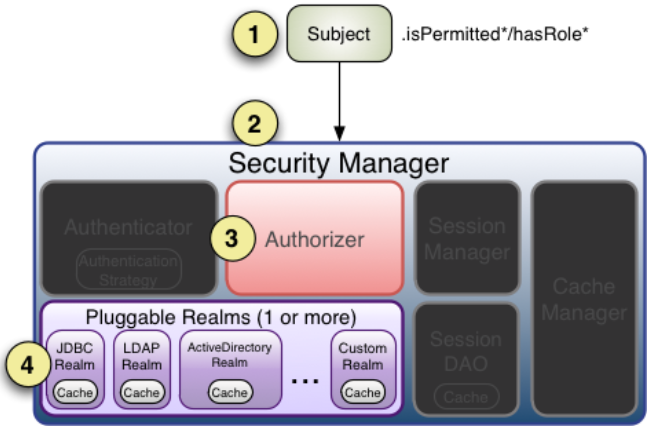 1
Subject
.isPermitted*/hasRole*
2
Security Manager
Authenticator
Authentication
Strategy
3
Authorizer
Session
Manager
Cache
Manager
Pluggable Realms (1 or more)
4
JDBC
Realm
Cache
LDAP
Realm
Cache
ActiveDirectory
Realm
Cache
...
Custom
Realm
Cache
Session
DAO
Cache